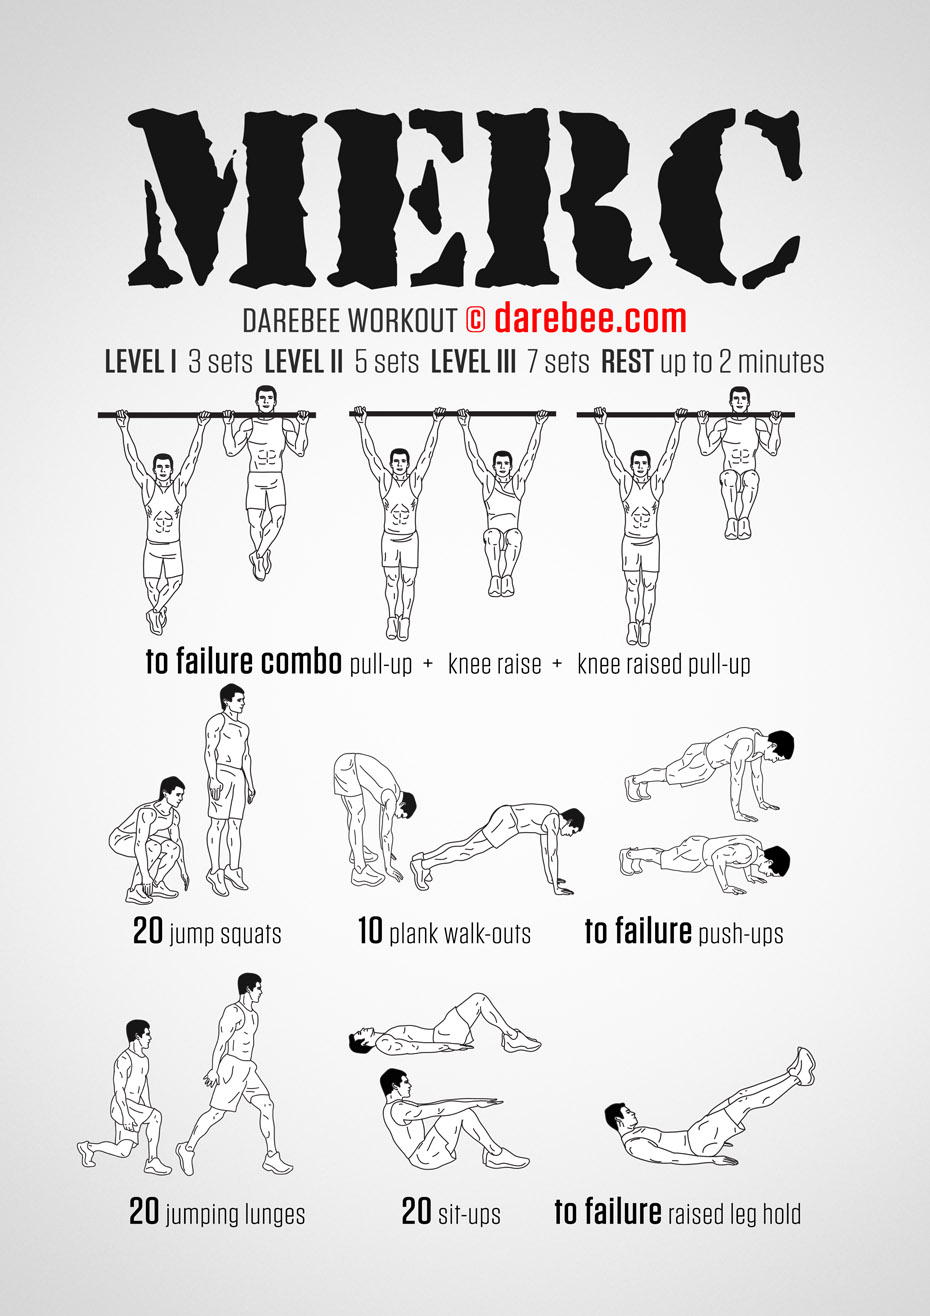 MERC
DAREBEE WORKOUT © darebee.com
LEVEL I 3 sets LEVEL II 5 sets LEVEL III 7 sets REST up to 2 minutes
to failure combo pull-up + knee raise + knee raised pull-up
20 jump squats
10 plank walk-outs
to failure push-ups
20 jumping lunges
20 sit-ups
to failure raised leg hold